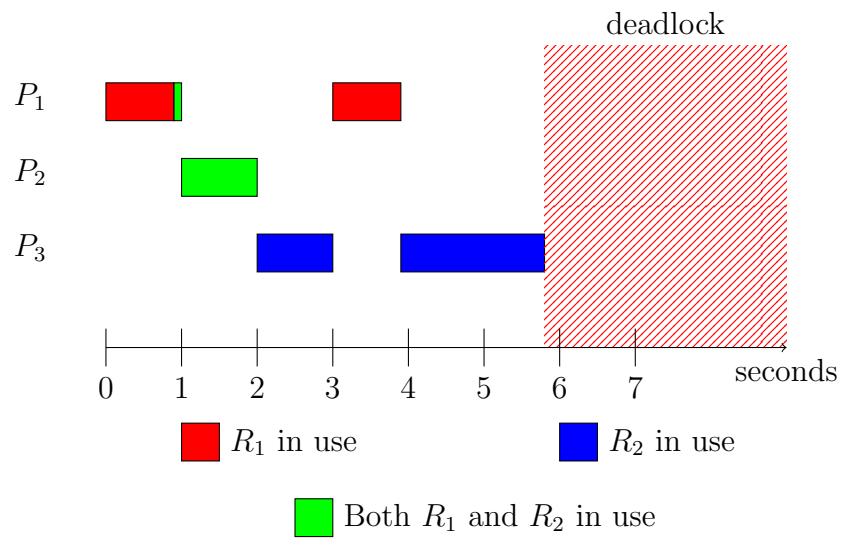 deadlock
P1
P2
P3
0 1 2 3 4 5 6 7
seconds
R1 in use
R2 in use
Both R1 and R2 in use